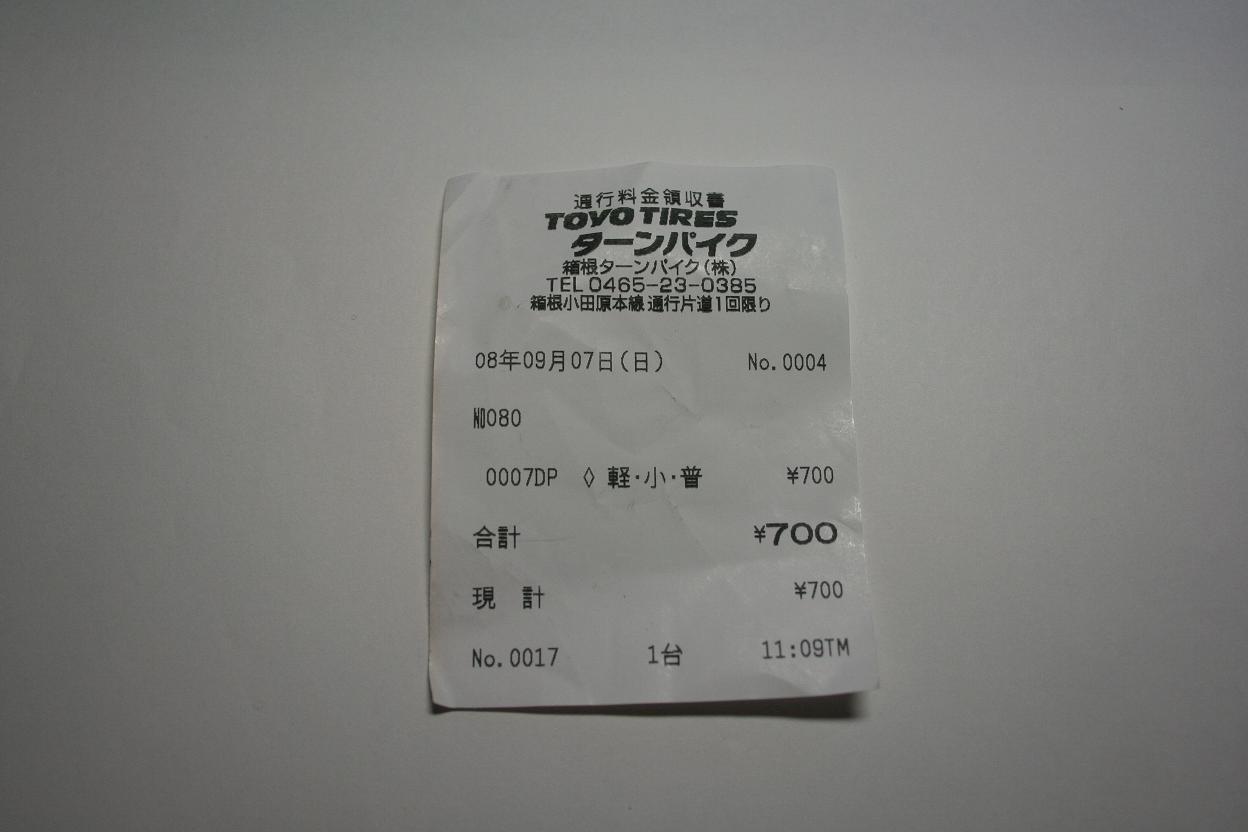 通行料金領収書
TOYO TIRES
ターンパイク
箱根ターンパイク(株)
TEL 0465-23-0385
箱根小田原本線 通行片道1回限り
08年09月07日(日) No.0004
№080
0007DP ◊ 軽・小・普 ¥700
合計 ¥700
現 計 ¥700
No.0017 1台 11:09TM